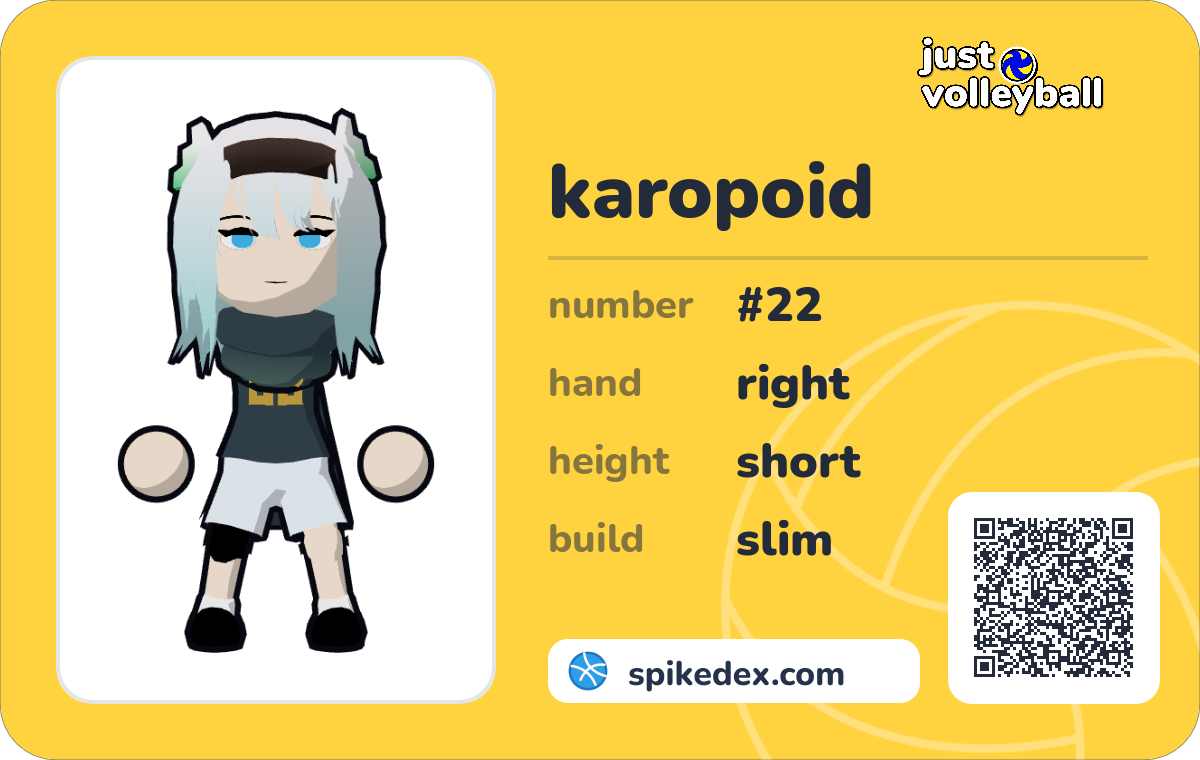 just
volleyball
karopoid
number #22
hand right
height short
build slim
spikedex.com